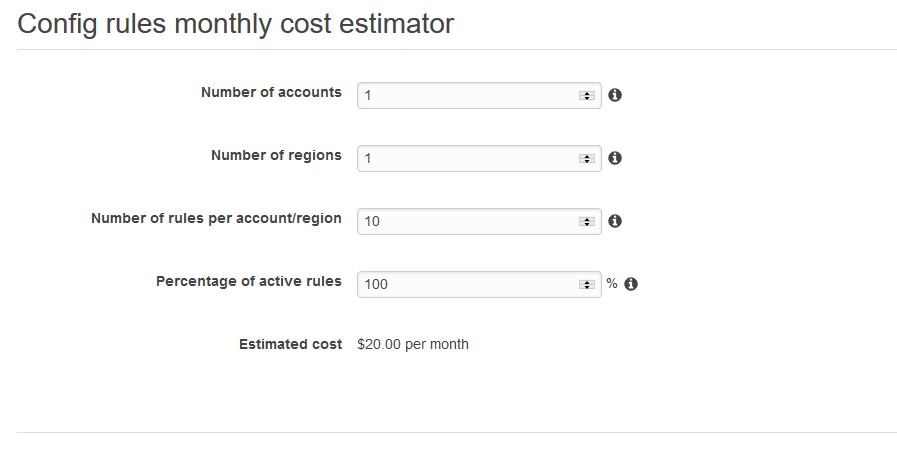 Config rules monthly cost estimator
Number of accounts 1
Number of regions 1
Number of rules per account/region 10
Percentage of active rules 100 %
Estimated cost $20.00 per month